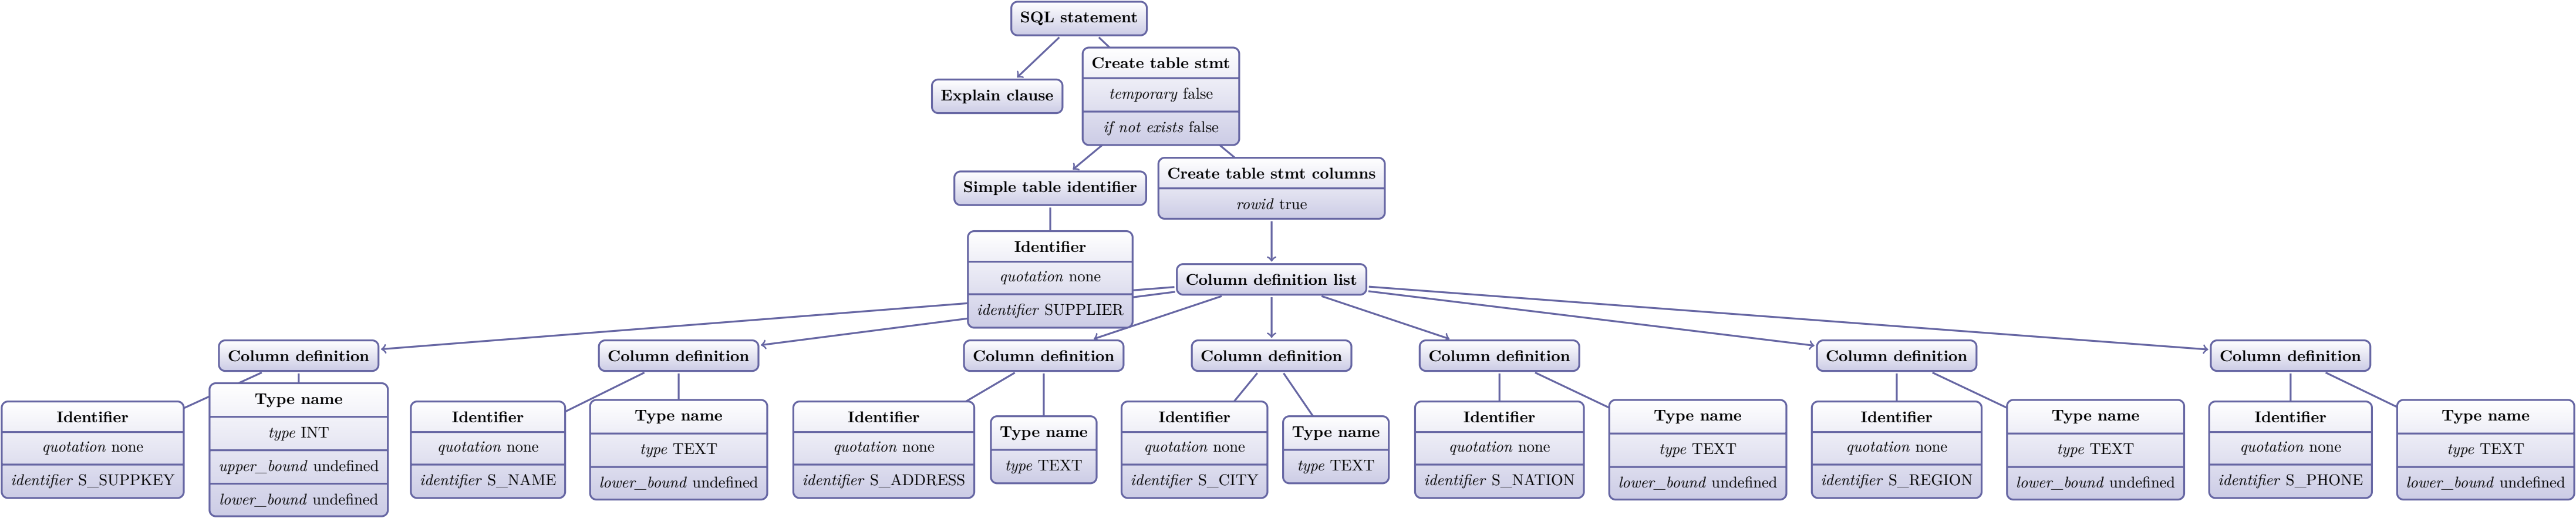 SQL statement
Explain clause
Create table stmt
temporary false
if not exists false
Simple table identifier
Create table stmt columns
rowid true
Identifier
quotation none
identifier SUPPLIER
Column definition list
Column definition
Column definition
Column definition
Column definition
Column definition
Column definition
Column definition
Identifier
quotation none
identifier S_SUPPKEY
Type name
type INT
upper_bound undefined
lower_bound undefined
Identifier
quotation none
identifier S_NAME
Type name
type TEXT
lower_bound undefined
Identifier
quotation none
identifier S_ADDRESS
Type name
type TEXT
Identifier
quotation none
identifier S_CITY
Type name
type TEXT
Identifier
quotation none
identifier S_NATION
Type name
type TEXT
lower_bound undefined
Identifier
quotation none
identifier S_REGION
Type name
type TEXT
lower_bound undefined
Identifier
quotation none
identifier S_PHONE
Type name
type TEXT
lower_bound undefined